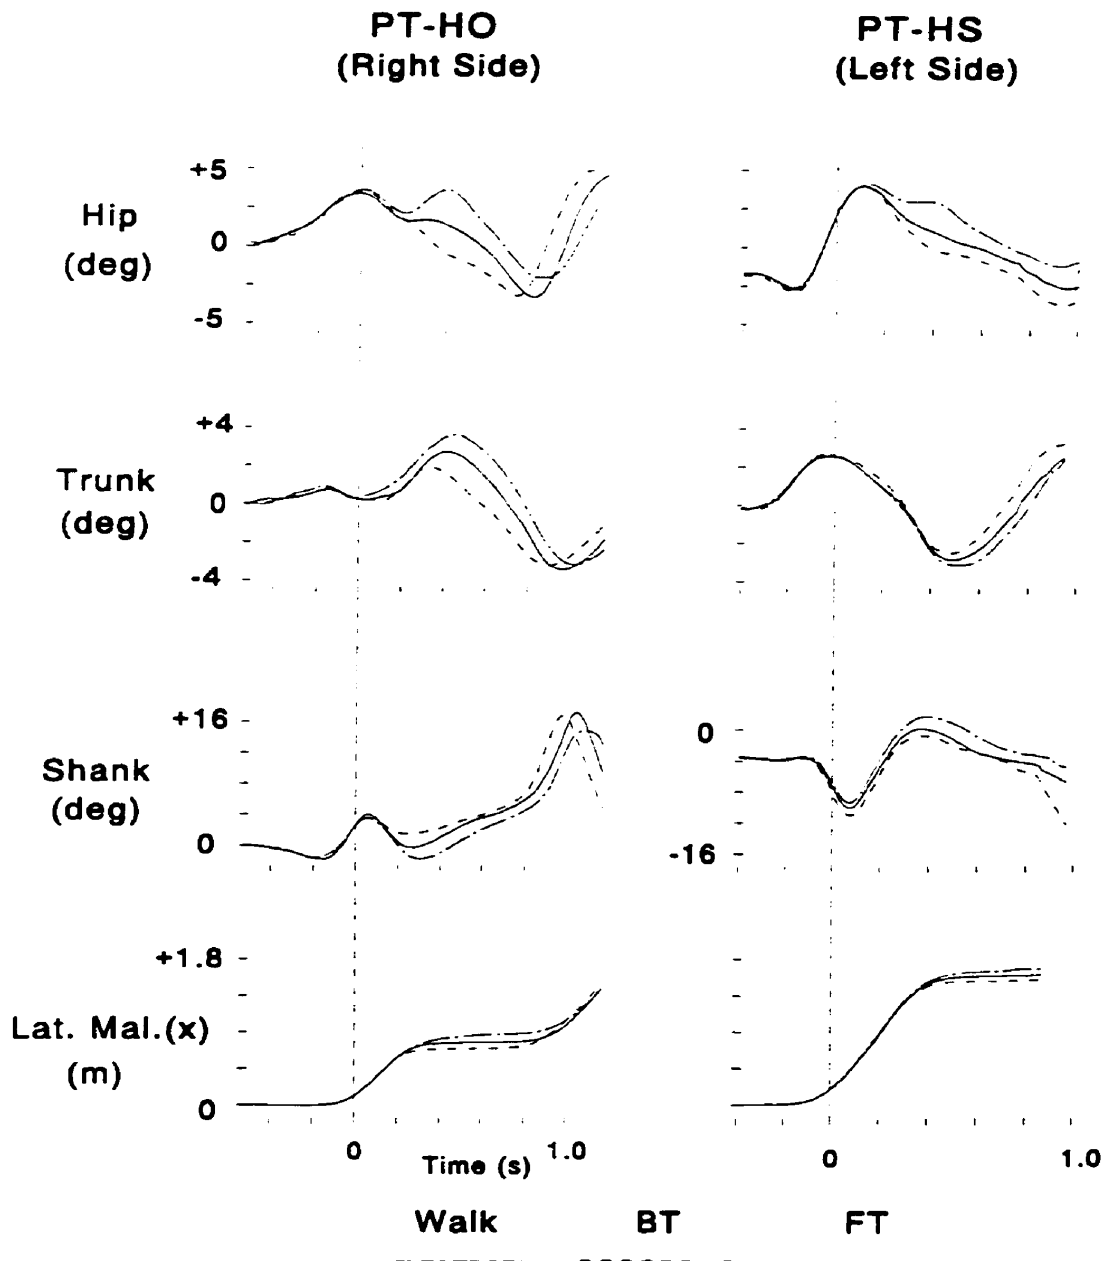 PT-HO PT-HS
(Right Side) (Left Side)
+5
Hip
0
(deg)
-5
+4
Trunk
0
(deg)
-4
+16
0
Shank
(deg)
0
-16
+1.8
Lat. Mal.(x)
(m)
0
0 Time (s) 1.0 0 1.0
Walk BT FT